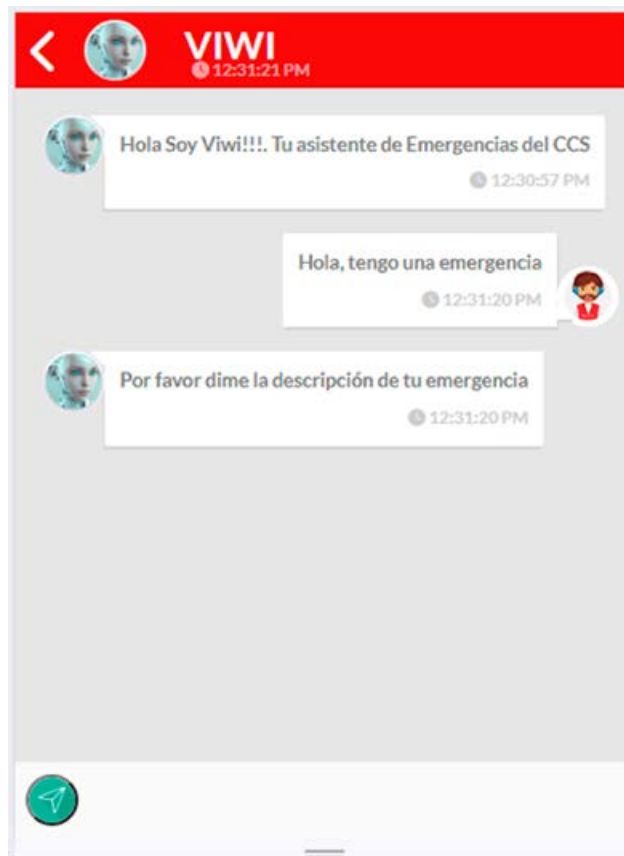 VIWI
12:31:21 PM
Hola Soy Viwi!!!. Tu asistente de Emergencias del CCS
12:30:57 PM
Hola, tengo una emergencia
12:31:20 PM
Por favor dime la descripción de tu emergencia
12:31:20 PM